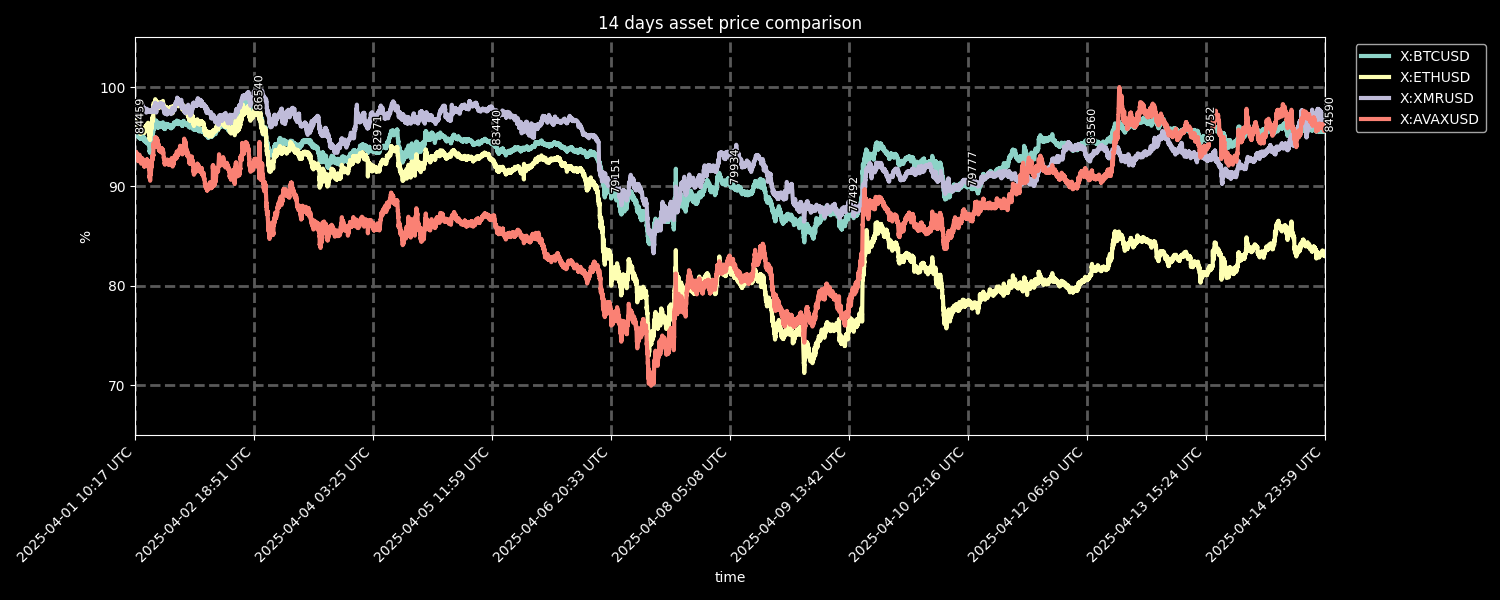 14 days asset price comparison
X:BTCUSD
X:ETHUSD
X:XMRUSD
X:AVAXUSD
100
90
80
70
%
84459
86540
82971
83440
79151
79934
77492
79777
83560
83752
84590
2025-04-01 10:17 UTC
2025-04-02 18:51 UTC
2025-04-04 03:25 UTC
2025-04-05 11:59 UTC
2025-04-06 20:33 UTC
2025-04-08 05:08 UTC
2025-04-09 13:42 UTC
2025-04-10 22:16 UTC
2025-04-12 06:50 UTC
2025-04-13 15:24 UTC
2025-04-14 23:59 UTC
time